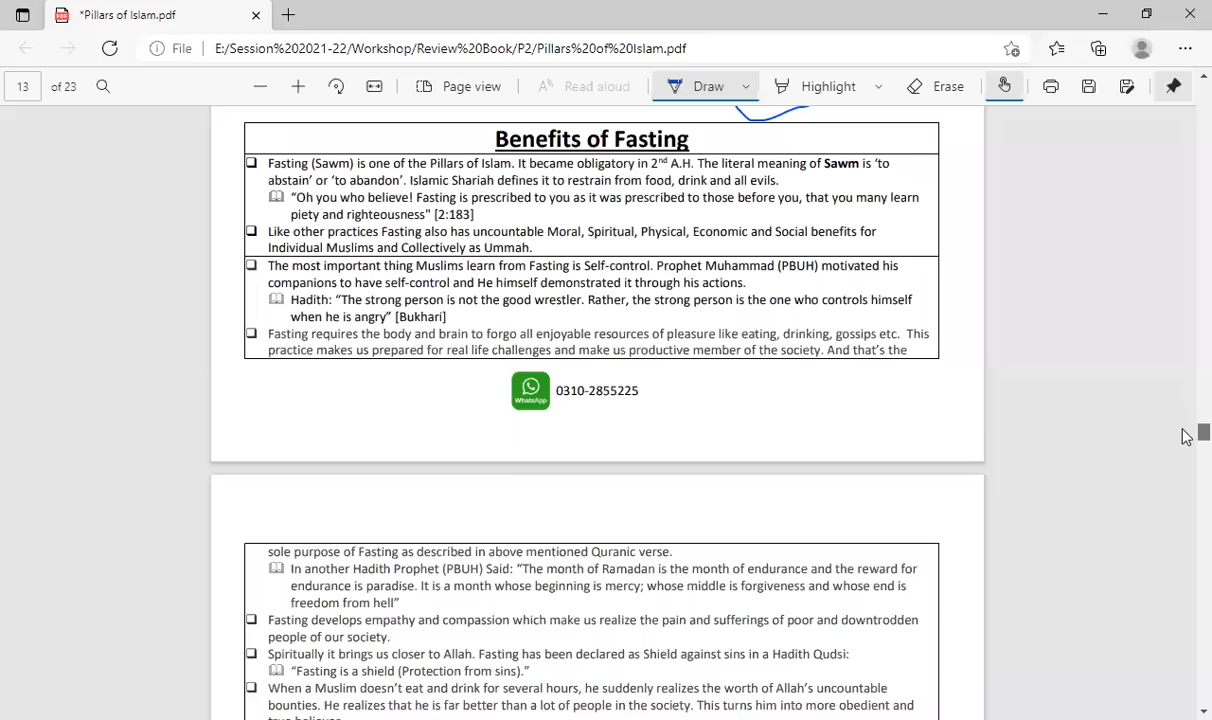 *Pillars of Islam.pdf
File E:/Session%202021-22/Workshop/Review%20Book/P2/Pillars%20of%20Islam.pdf
13 of 23 Page view Read aloud Draw Highlight Erase
Benefits of Fasting
Fasting (Sawm) is one of the Pillars of Islam. It became obligatory in 2nd A.H. The literal meaning of Sawm is ‘to
abstain’ or ‘to abandon’. Islamic Shariah defines it to restrain from food, drink and all evils.
“Oh you who believe! Fasting is prescribed to you as it was prescribed to those before you, that you many learn
piety and righteousness" [2:183]
Like other practices Fasting also has uncountable Moral, Spiritual, Physical, Economic and Social benefits for
Individual Muslims and Collectively as Ummah.
The most important thing Muslims learn from Fasting is Self-control. Prophet Muhammad (PBUH) motivated his
companions to have self-control and He himself demonstrated it through his actions.
Hadith: “The strong person is not the good wrestler. Rather, the strong person is the one who controls himself
when he is angry” [Bukhari]
Fasting requires the body and brain to forgo all enjoyable resources of pleasure like eating, drinking, gossips etc. This
practice makes us prepared for real life challenges and make us productive member of the society. And that’s the
WhatsApp 0310-2855225
sole purpose of Fasting as described in above mentioned Quranic verse.
In another Hadith Prophet (PBUH) Said: “The month of Ramadan is the month of endurance and the reward for
endurance is paradise. It is a month whose beginning is mercy; whose middle is forgiveness and whose end is
freedom from hell”
Fasting develops empathy and compassion which make us realize the pain and sufferings of poor and downtrodden
people of our society.
Spiritually it brings us closer to Allah. Fasting has been declared as Shield against sins in a Hadith Qudsi:
“Fasting is a shield (Protection from sins).”
When a Muslim doesn’t eat and drink for several hours, he suddenly realizes the worth of Allah’s uncountable
bounties. He realizes that he is far better than a lot of people in the society. This turns him into more obedient and
true believer.